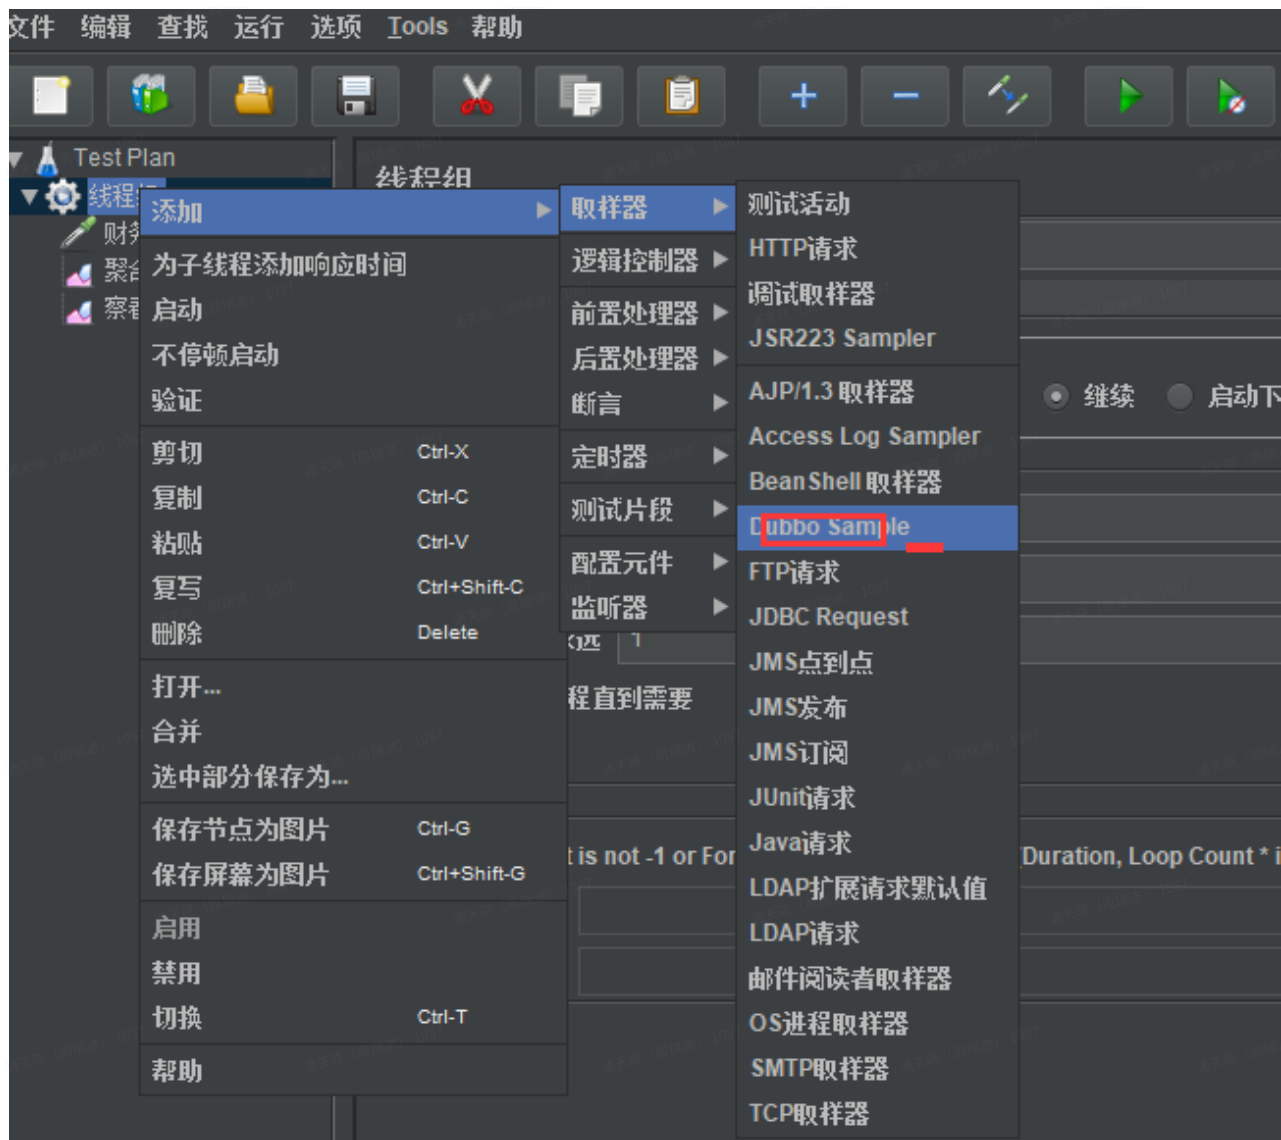 文件 编辑 查找 运行 选项 Tools 帮助
Test Plan
线程
财务
聚合
察看
线程组
添加
为子线程添加响应时间
启动
不停顿启动
验证
剪切 Ctrl-X
复制 Ctrl-C
粘贴 Ctrl-V
复写 Ctrl+Shift-C
删除 Delete
打开...
合并
选中部分保存为...
保存节点为图片 Ctrl-G
保存屏幕为图片 Ctrl+Shift-G
启用
禁用
切换 Ctrl-T
帮助
取样器
逻辑控制器
前置处理器
后置处理器
断言
定时器
测试片段
配置元件
监听器
测试活动
HTTP请求
调试取样器
JSR223 Sampler
AJP/1.3 取样器
Access Log Sampler
BeanShell 取样器
Dubbo Sample
FTP请求
JDBC Request
JMS点到点
JMS发布
JMS订阅
JUnit请求
Java请求
LDAP扩展请求默认值
LDAP请求
邮件阅读者取样器
OS进程取样器
SMTP取样器
TCP取样器
继续 启动下
远 1
程直到需要
t is not -1 or For
(Duration, Loop Count * i